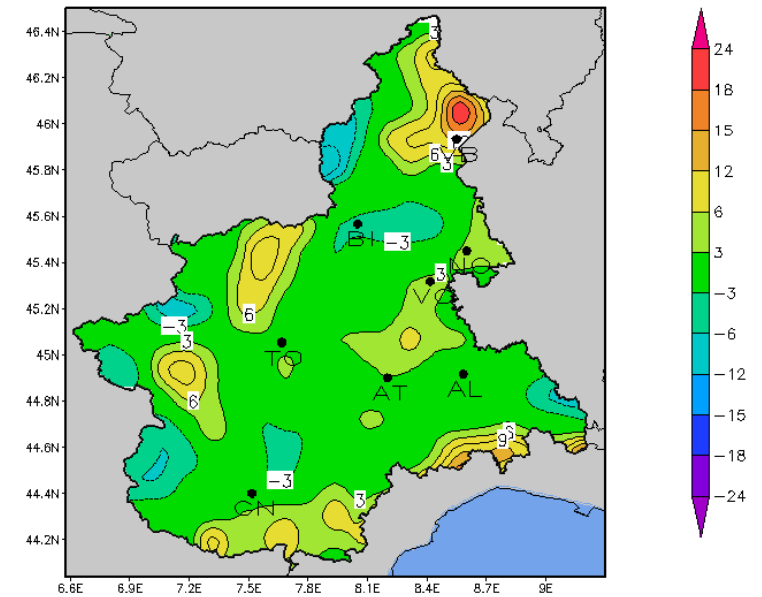 46.4N
46.2N
46N
45.8N
45.6N
45.4N
45.2N
45N
44.8N
44.6N
44.4N
44.2N
6.6E 6.9E 7.2E 7.5E 7.8E 8.1E 8.4E 8.7E 9E
3
VB
6
3
BI
-3
NO
3
VC
6
-3
3
TO
AT
AL
6
9
-3
CN
3
24
18
15
12
6
3
-3
-6
-12
-15
-18
-24